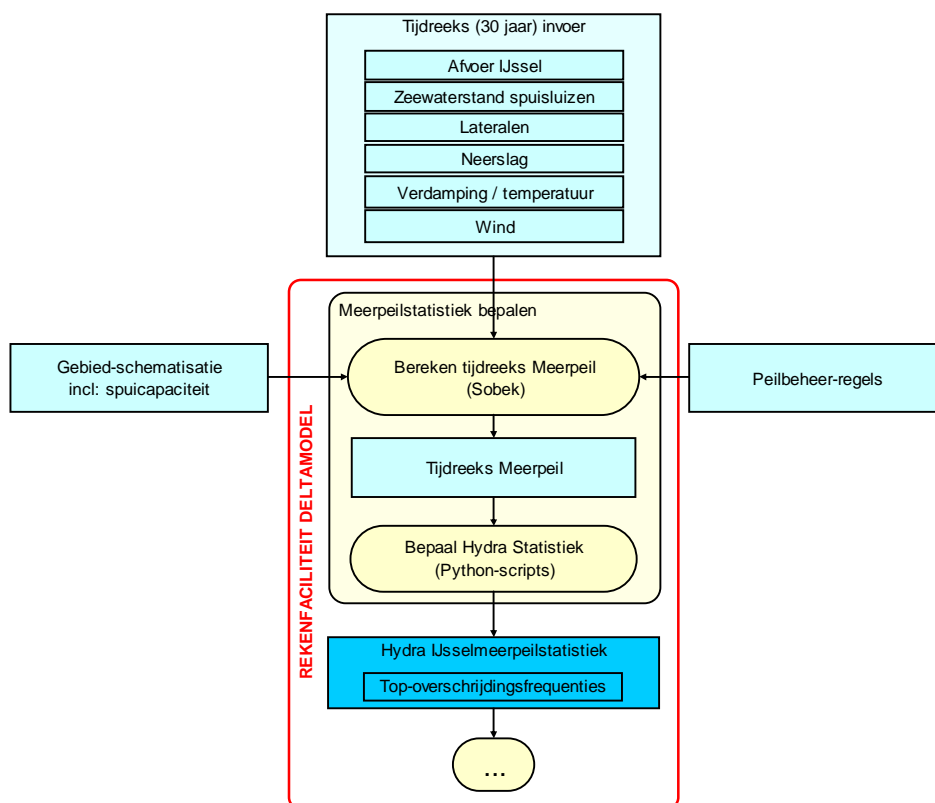 Tijdreeks (30 jaar) invoer
Afvoer IJssel
Zeewaterstand spuisluizen
Lateralen
Neerslag
Verdamping / temperatuur
Wind
REKENFACILITEIT DELTAMODEL
Meerpeilstatistiek bepalen
Gebied-schematisatie
incl: spuicapaciteit
Bereken tijdreeks Meerpeil
(Sobek)
Peilbeheer-regels
Tijdreeks Meerpeil
Bepaal Hydra Statistiek
(Python-scripts)
Hydra IJsselmeerpeilstatistiek
Top-overschrijdingsfrequenties
...